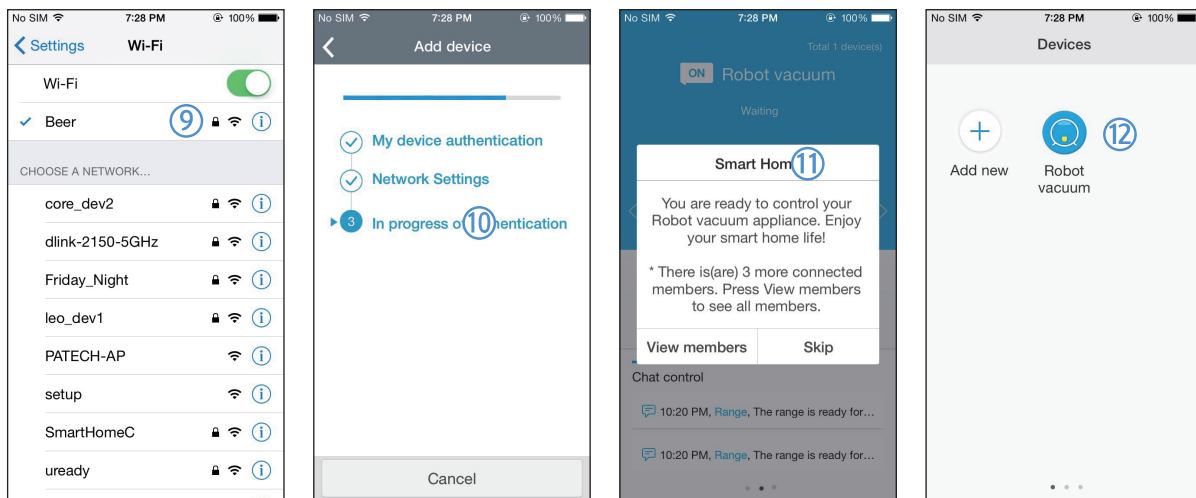 No SIM 7:28 PM 100%
Settings Wi-Fi
Wi-Fi
Beer ⑨
CHOOSE A NETWORK...
core_dev2
dlink-2150-5GHz
Friday_Night
leo_dev1
PATECH-AP
setup
SmartHomeC
uready
No SIM 7:28 PM 100%
Add device
My device authentication
Network Settings
3 In progress of ⑩hentication
Cancel
No SIM 7:28 PM 100%
Total 1 device(s)
ON Robot vacuum
Waiting
Smart Hom ⑪
You are ready to control your
Robot vacuum appliance. Enjoy
your smart home life!
* There is(are) 3 more connected
members. Press View members
to see all members.
View members Skip
Chat control
10:20 PM, Range, The range is ready for...
10:20 PM, Range, The range is ready for...
No SIM 7:28 PM 100%
Devices
⑫
Add new Robot
vacuum